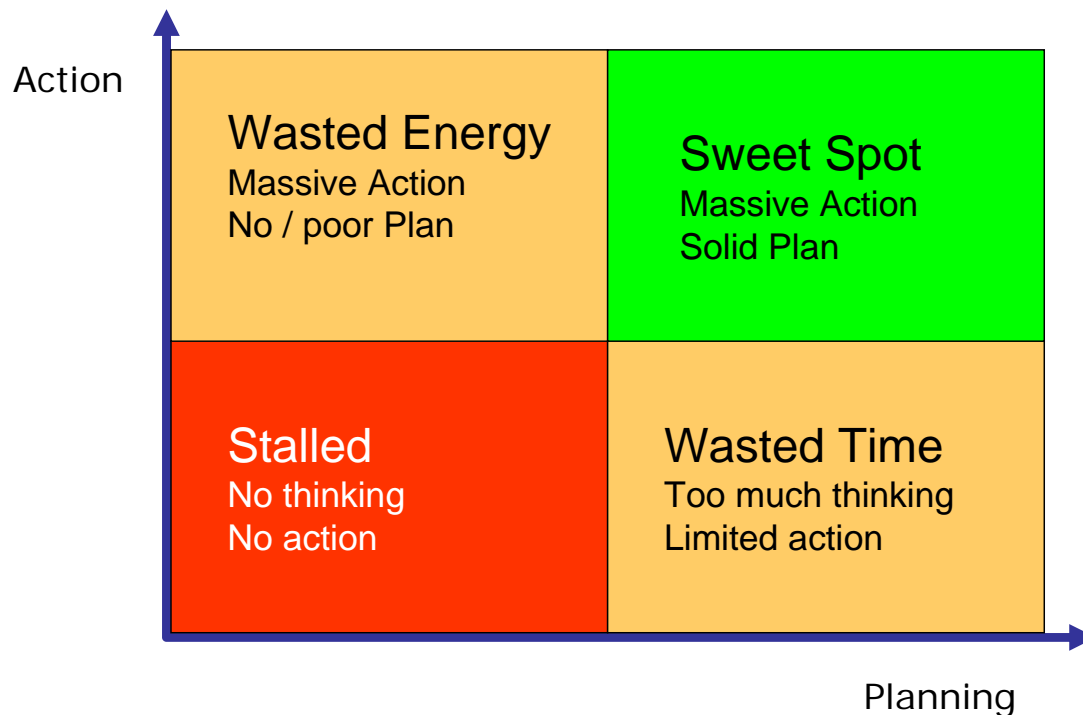 Action
Wasted Energy
Massive Action
No / poor Plan
Sweet Spot
Massive Action
Solid Plan
Stalled
No thinking
No action
Wasted Time
Too much thinking
Limited action
Planning